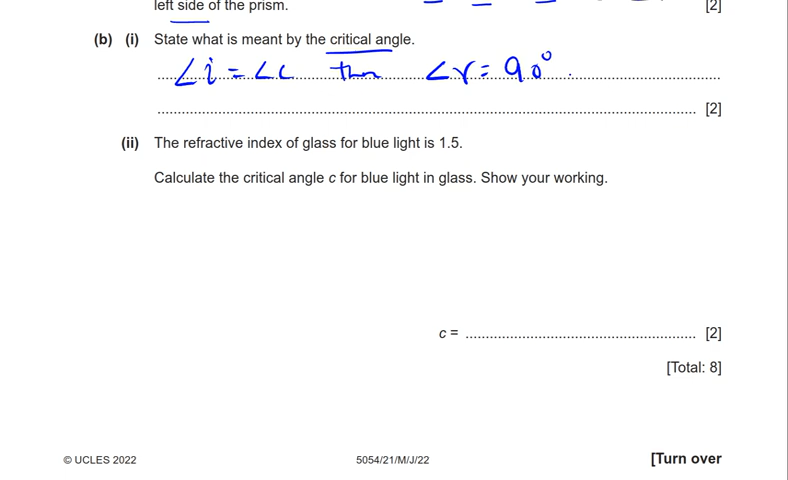 left side of the prism. [2]
(b) (i) State what is meant by the critical angle.
∠i = ∠c then ∠r = 90°
[2]
(ii) The refractive index of glass for blue light is 1.5.
Calculate the critical angle c for blue light in glass. Show your working.
c = [2]
[Total: 8]
© UCLES 2022 5054/21/M/J/22 [Turn over